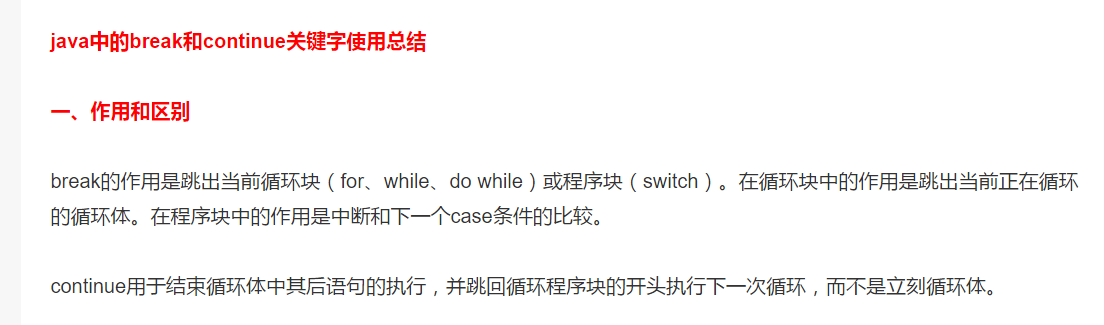 java中的break和continue关键字使用总结
一、作用和区别
break的作用是跳出当前循环块（for、while、do while）或程序块（switch）。在循环块中的作用是跳出当前正在循环
的循环体。在程序块中的作用是中断和下一个case条件的比较。
continue用于结束循环体中其后语句的执行，并跳回循环程序块的开头执行下一次循环，而不是立刻循环体。